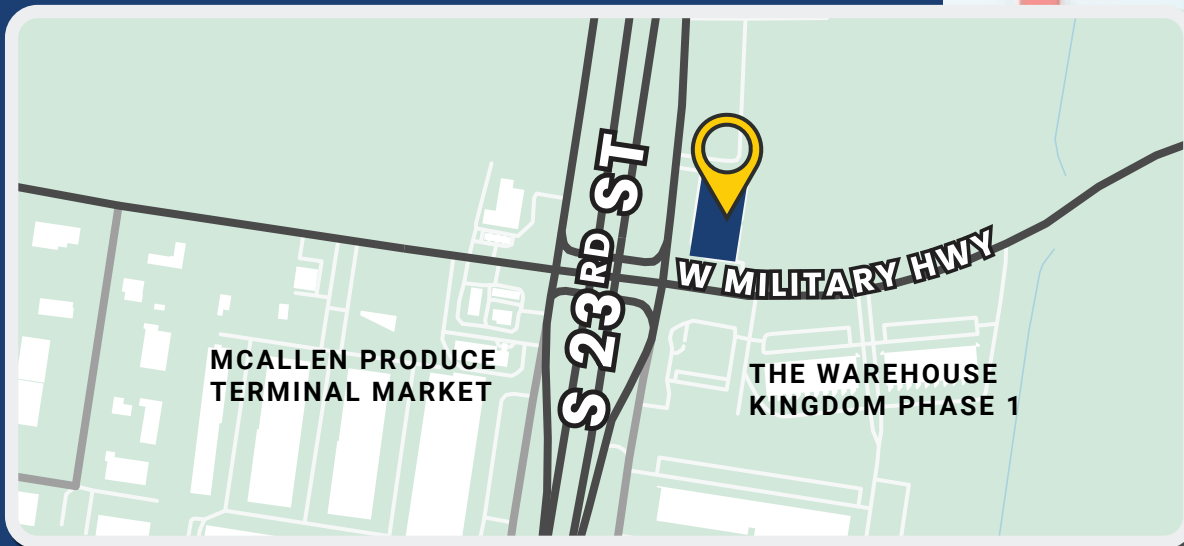 S 23RD ST
W MILITARY HWY
MCALLEN PRODUCE
TERMINAL MARKET
THE WAREHOUSE
KINGDOM PHASE 1